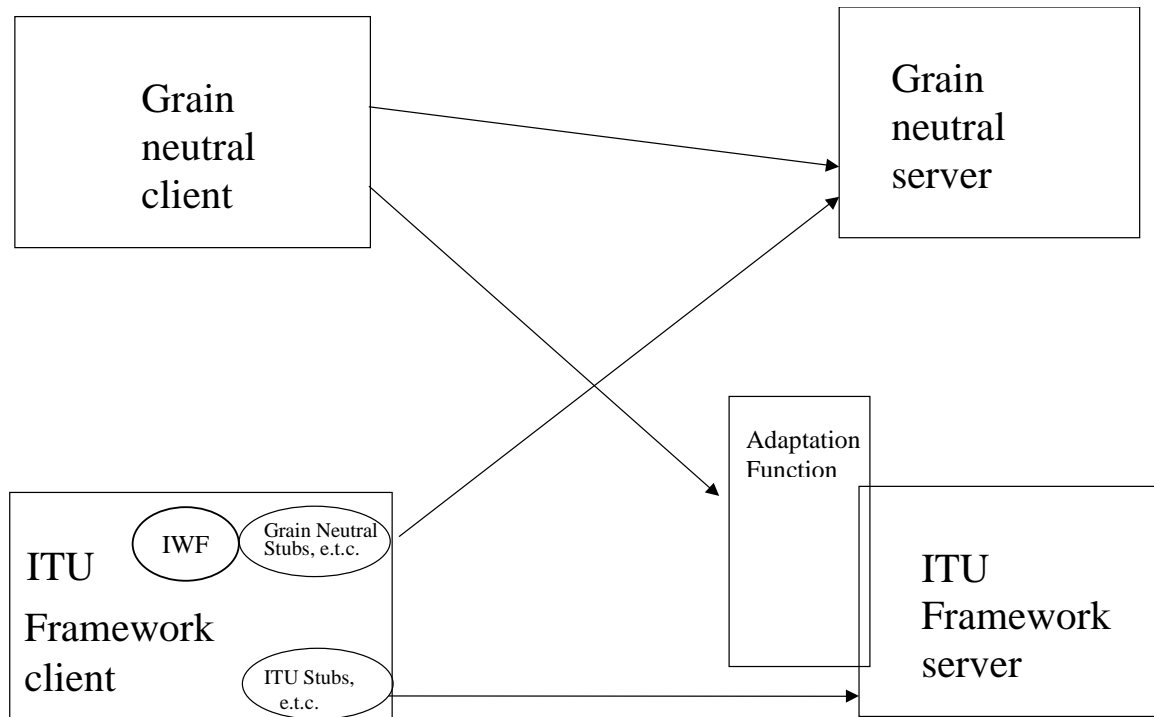 Grain
neutral
client
Grain
neutral
server
Adaptation
Function
IWF
Grain Neutral
Stubs, e.t.c.
ITU
Framework
client
ITU Stubs,
e.t.c.
ITU
Framework
server